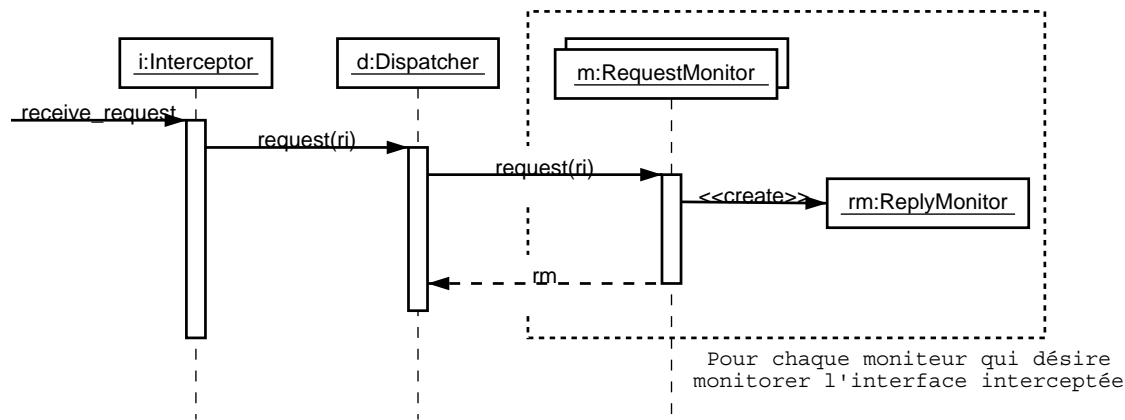 i:Interceptor
d:Dispatcher
m:RequestMonitor
receive_request
request(ri)
request(ri)
<<create>>
rm:ReplyMonitor
rm
Pour chaque moniteur qui désire
monitorer l'interface interceptée